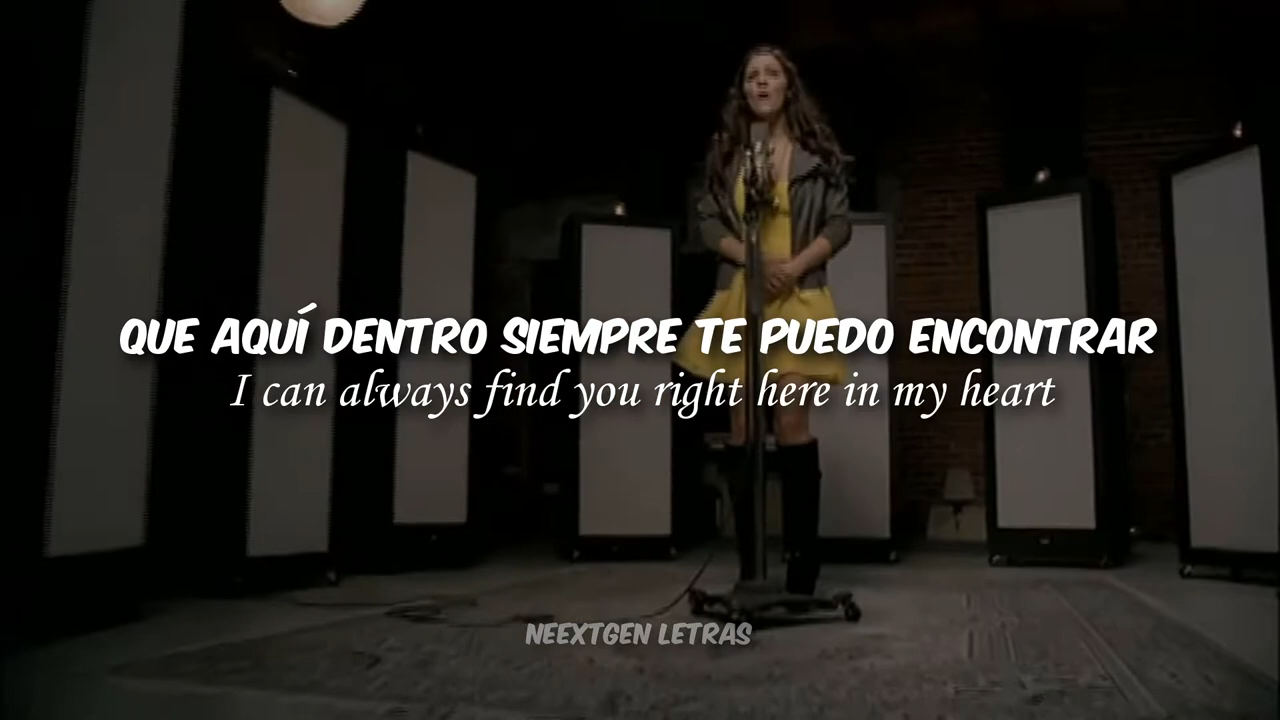 QUE AQUÍ DENTRO SIEMPRE TE PUEDO ENCONTRAR
I can always find you right here in my heart
NEEXTGEN LETRAS